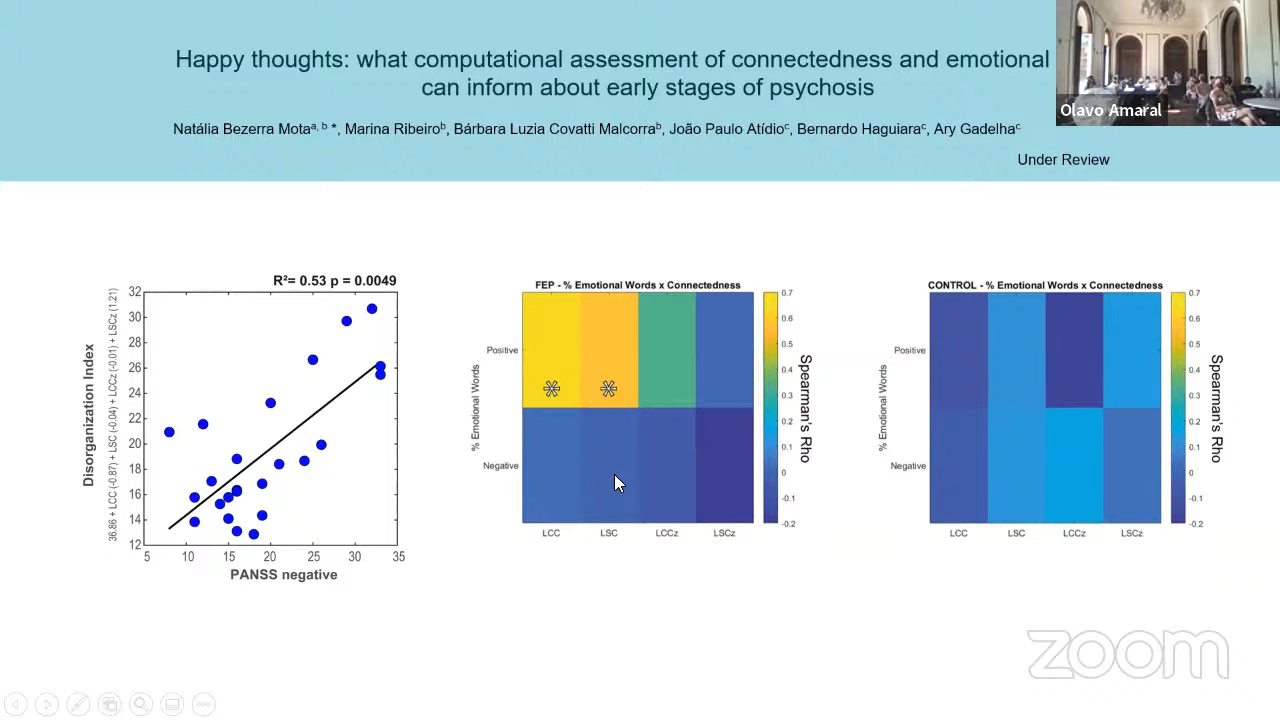 Happy thoughts: what computational assessment of connectedness and emotional
can inform about early stages of psychosis
Natália Bezerra Motaᵃ, ᵇ *, Marina Ribeiroᵇ, Bárbara Luzia Covatti Malcorraᵇ, João Paulo Atídioᶜ, Bernardo Haguiaraᶜ, Ary Gadelhaᶜ
Under Review
Olavo Amaral
R²= 0.53 p = 0.0049
Disorganization Index
36.86 + LCC (-0.87) + LSC (-0.04) + LCCz (-0.01) + LSCz (1.21)
32
30
28
26
24
22
20
18
16
14
12
5 10 15 20 25 30 35
PANSS negative
FEP - % Emotional Words x Connectedness
% Emotional Words
Positive
Negative
LCC LSC LCCz LSCz
0.7
0.6
0.5
0.4
0.3
0.2
0.1
0
-0.1
-0.2
Spearman's Rho
CONTROL - % Emotional Words x Connectedness
% Emotional Words
Positive
Negative
LCC LSC LCCz LSCz
0.7
0.6
0.5
0.4
0.3
0.2
0.1
0
-0.1
-0.2
Spearman's Rho
zoom